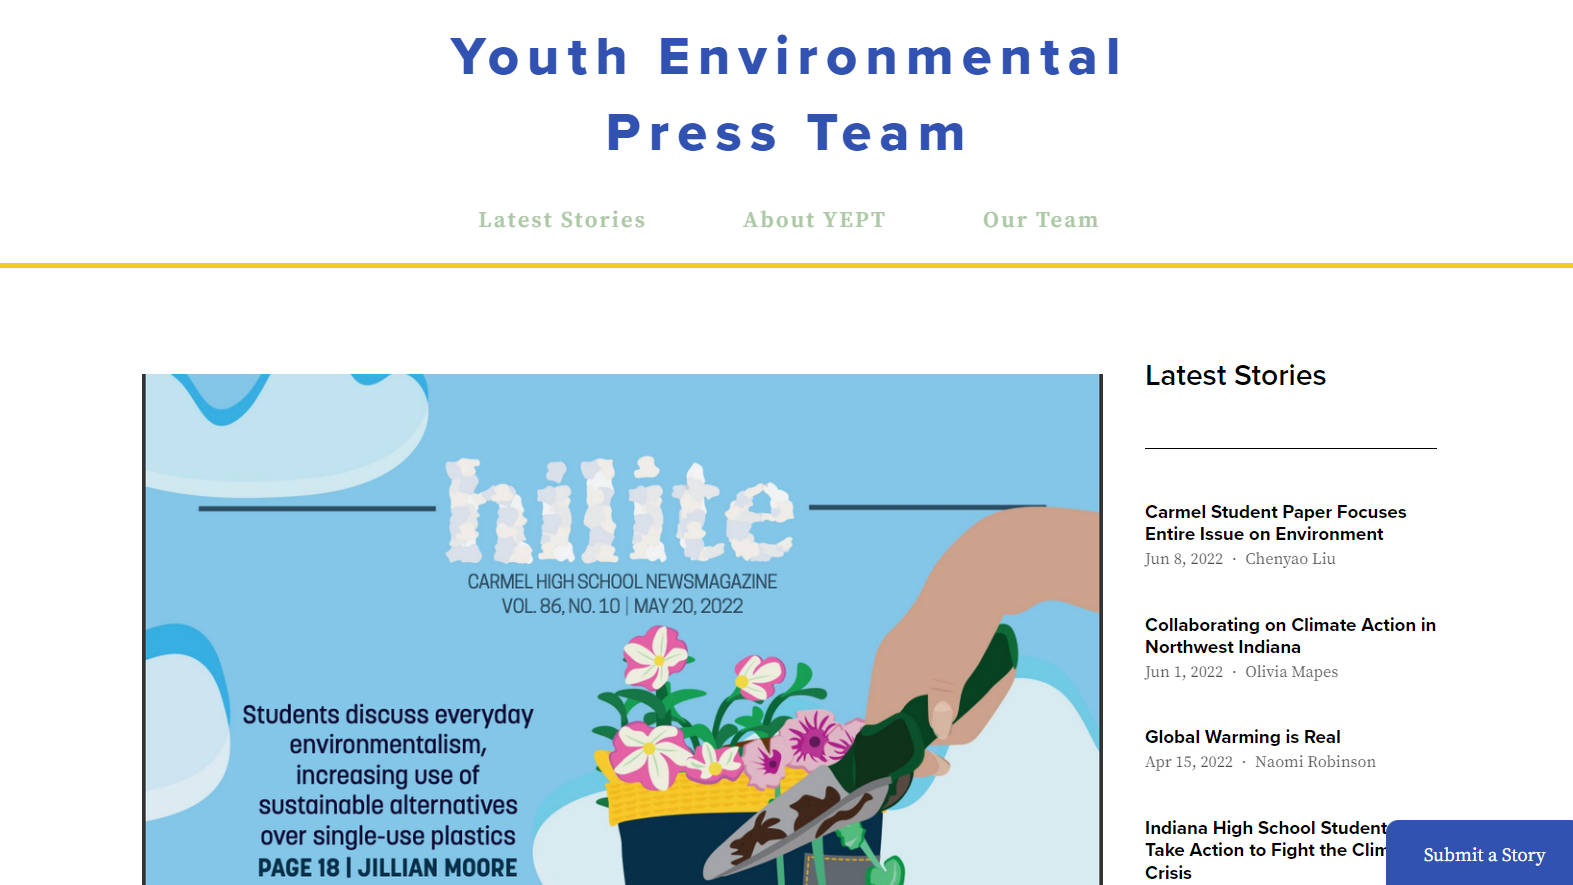 Youth Environmental
Press Team
Latest Stories
About YEPT
Our Team
hilite
CARMEL HIGH SCHOOL NEWSMAGAZINE
VOL. 86, NO. 10 | MAY 20, 2022
Students discuss everyday
environmentalism,
increasing use of
sustainable alternatives
over single-use plastics
PAGE 18 | JILLIAN MOORE
Latest Stories
Carmel Student Paper Focuses
Entire Issue on Environment
Jun 8, 2022 · Chenyao Liu
Collaborating on Climate Action in
Northwest Indiana
Jun 1, 2022 · Olivia Mapes
Global Warming is Real
Apr 15, 2022 · Naomi Robinson
Indiana High School Student
Take Action to Fight the Clim
Crisis
Submit a Story